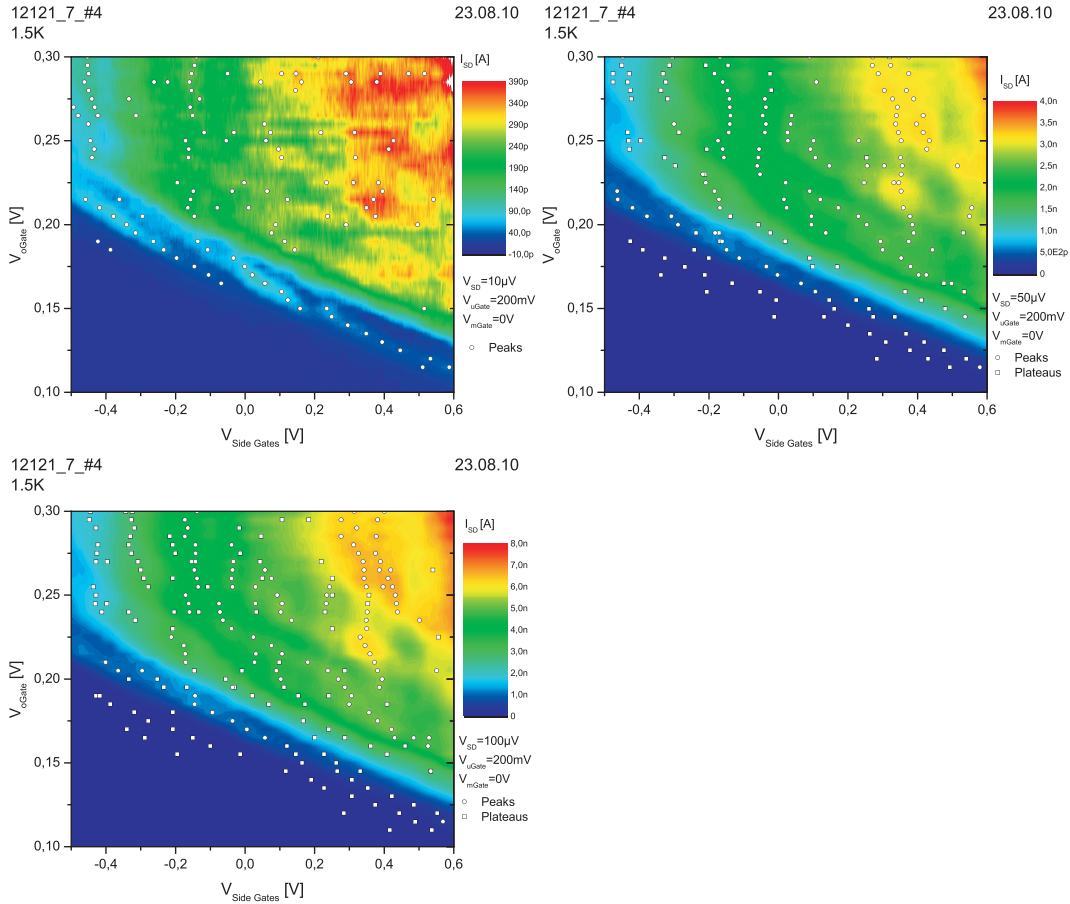 12121_7_#4 23.08.10
1.5K
I_SD [A]
390p
340p
290p
240p
190p
140p
90,0p
40,0p
-10,0p
V_SD=10µV
V_uGate=200mV
V_mGate=0V
Peaks
0,30
0,25
0,20
0,15
0,10
V_oGate [V]
-0,4 -0,2 0,0 0,2 0,4 0,6
V_Side Gates [V]
12121_7_#4 23.08.10
1.5K
I_SD [A]
4,0n
3,5n
3,0n
2,5n
2,0n
1,5n
1,0n
5,0E2p
0
V_SD=50µV
V_uGate=200mV
V_mGate=0V
Peaks
Plateaus
0,30
0,25
0,20
0,15
0,10
V_oGate [V]
-0,4 -0,2 0,0 0,2 0,4 0,6
V_Side Gates [V]
12121_7_#4 23.08.10
1.5K
I_SD [A]
8,0n
7,0n
6,0n
5,0n
4,0n
3,0n
2,0n
1,0n
0
V_SD=100µV
V_uGate=200mV
V_mGate=0V
Peaks
Plateaus
0,30
0,25
0,20
0,15
0,10
V_oGate [V]
-0,4 -0,2 0,0 0,2 0,4 0,6
V_Side Gates [V]